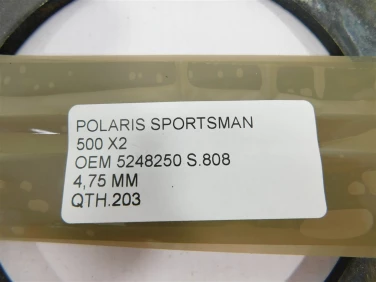 POLARIS SPORTSMAN
500 X2
OEM 5248250 S.808
4,75 MM
QTH.203